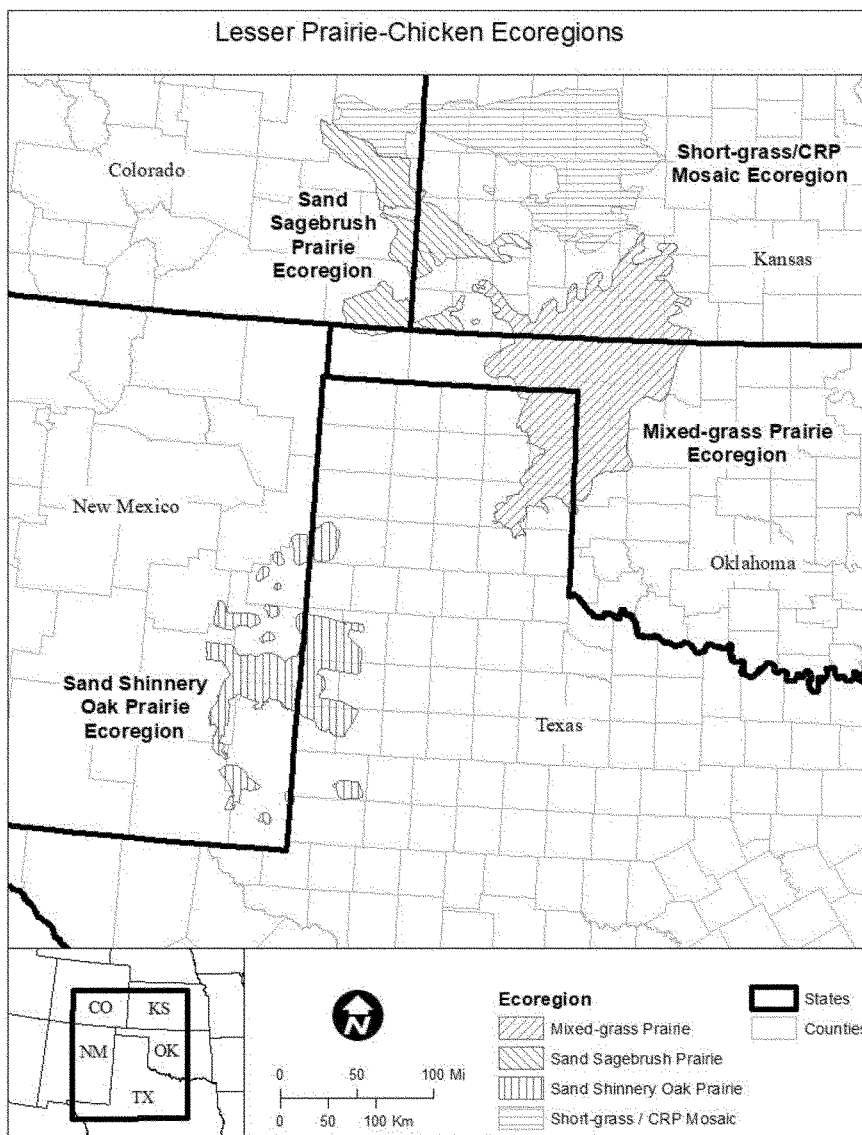 Lesser Prairie-Chicken Ecoregions
Colorado
Sand
Sagebrush
Prairie
Ecoregion
Short-grass/CRP
Mosaic Ecoregion
Kansas
Mixed-grass Prairie
Ecoregion
New Mexico
Oklahoma
Sand Shinnery
Oak Prairie
Ecoregion
Texas
CO
KS
NM
OK
TX
N
0 50 100 Mi
0 50 100 Km
Ecoregion
Mixed-grass Prairie
Sand Sagebrush Prairie
Sand Shinnery Oak Prairie
Short-grass / CRP Mosaic
States
Counties